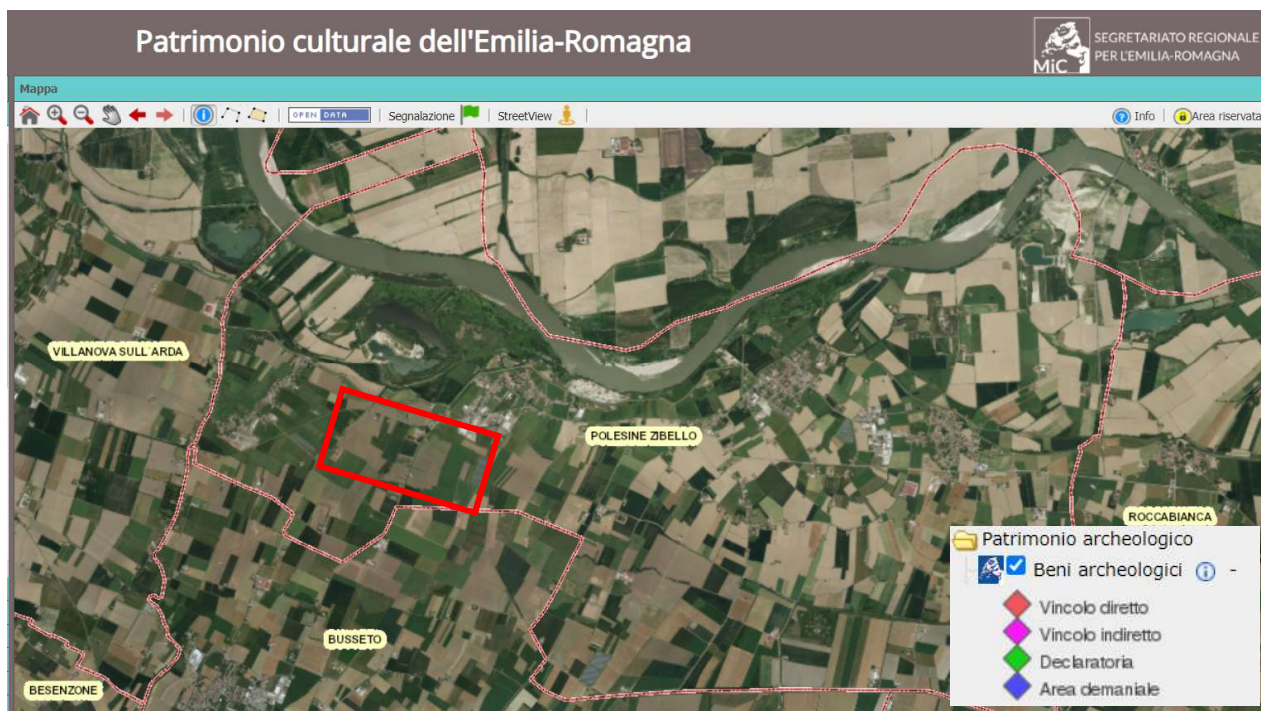 Patrimonio culturale dell'Emilia-Romagna
MiC
SEGRETARIATO REGIONALE
PER L'EMILIA-ROMAGNA
Mappa
OPEN DATA | Segnalazione | StreetView |
Info | Area riservata
VILLANOVA SULL'ARDA
POLESINE ZIBELLO
ROCCABIANCA
BUSSETO
BESENZONE
Patrimonio archeologico
Beni archeologici -
Vincolo diretto
Vincolo indiretto
Declaratoria
Area demaniale